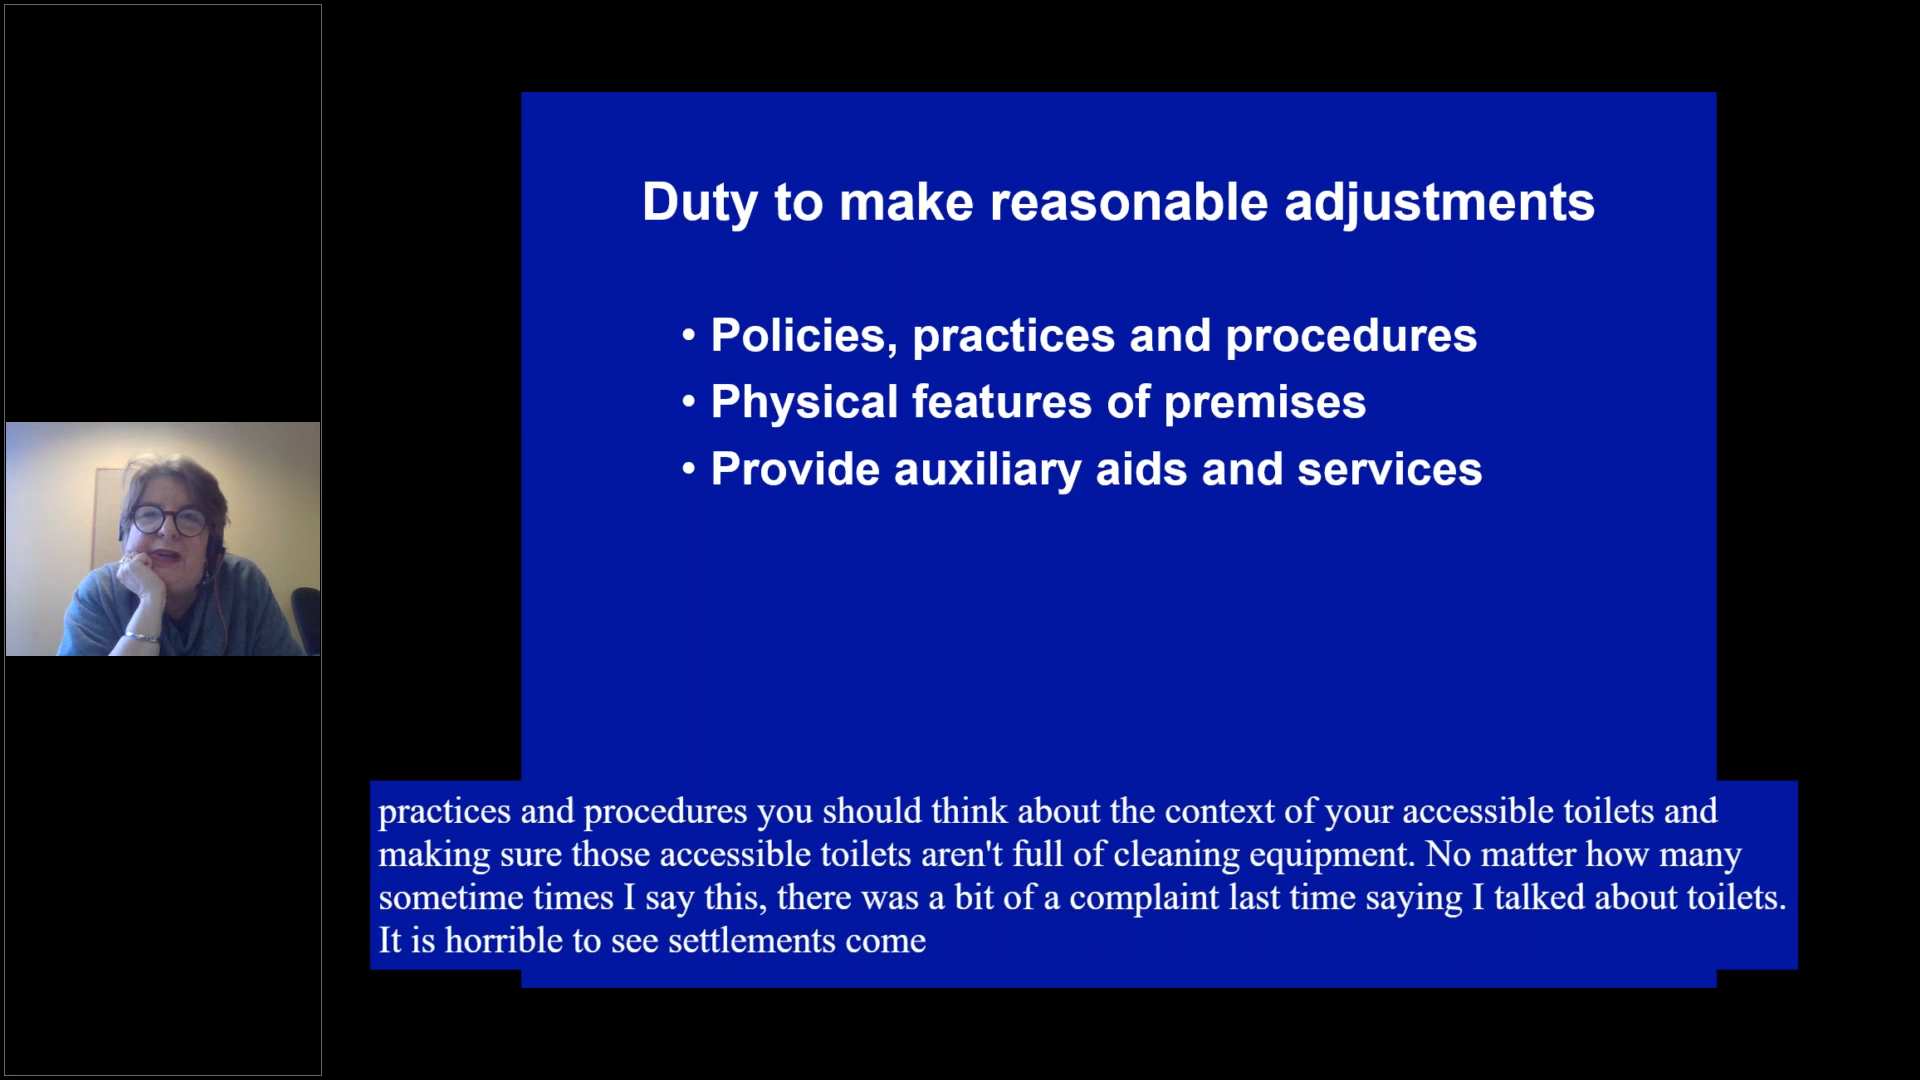 Duty to make reasonable adjustments
• Policies, practices and procedures
• Physical features of premises
• Provide auxiliary aids and services
practices and procedures you should think about the context of your accessible toilets and
making sure those accessible toilets aren't full of cleaning equipment. No matter how many
sometime times I say this, there was a bit of a complaint last time saying I talked about toilets.
It is horrible to see settlements come